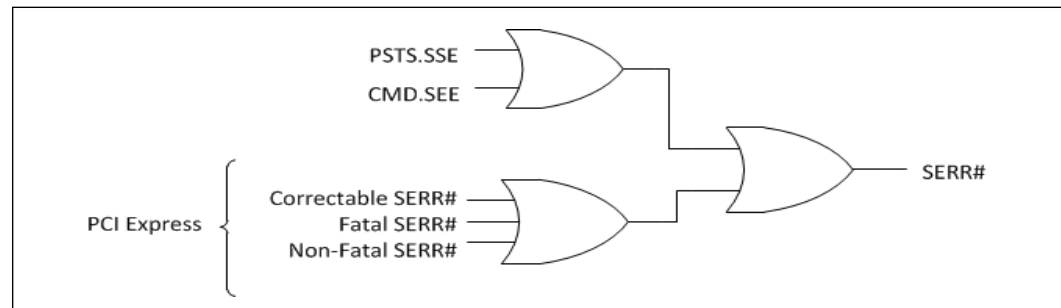 PSTS.SSE
CMD.SEE
SERR#
PCI Express
Correctable SERR#
Fatal SERR#
Non-Fatal SERR#